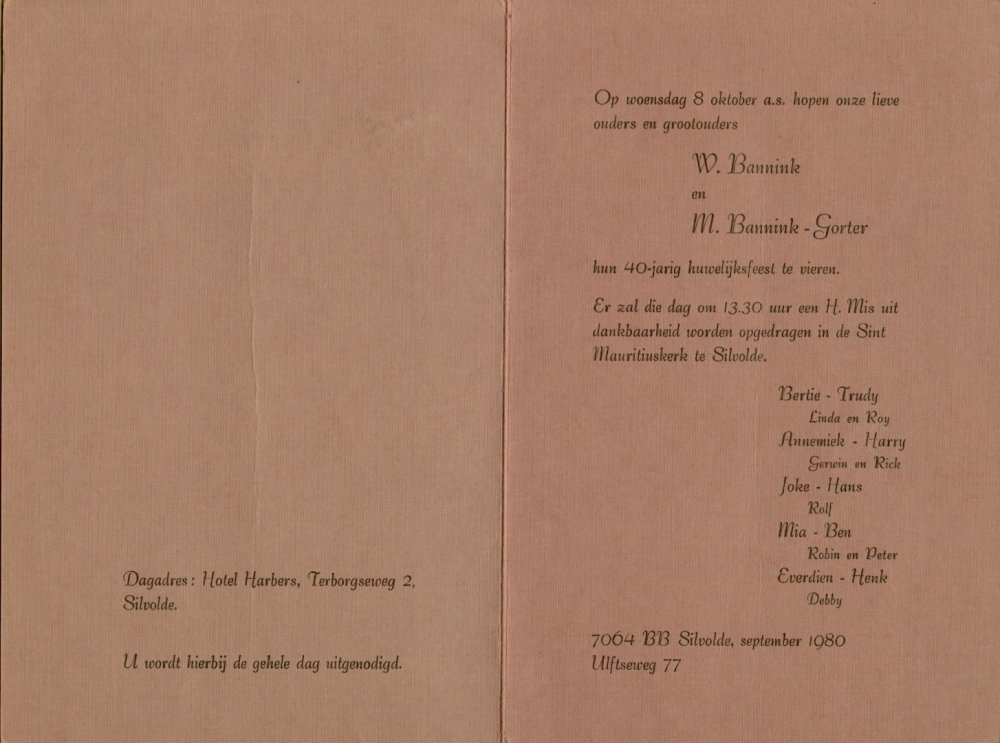 Dagadres: Hotel Harbers, Terborgseweg 2,
Silvolde.
U wordt hierbij de gehele dag uitgenodigd.
Op woensdag 8 oktober a.s. hopen onze lieve
ouders en grootouders
W. Bannink
en
M. Bannink - Gorter
hun 40-jarig huwelijksfeest te vieren.
Er zal die dag om 13.30 uur een H. Mis uit
dankbaarheid worden opgedragen in de Sint
Mauritiuskerk te Silvolde.
Bertie - Trudy
Linda en Roy
Annemiek - Harry
Gerwin en Rick
Joke - Hans
Rolf
Mia - Ben
Robin en Peter
Everdien - Henk
Debby
7064 BB Silvolde, september 1980
Ulftseweg 77